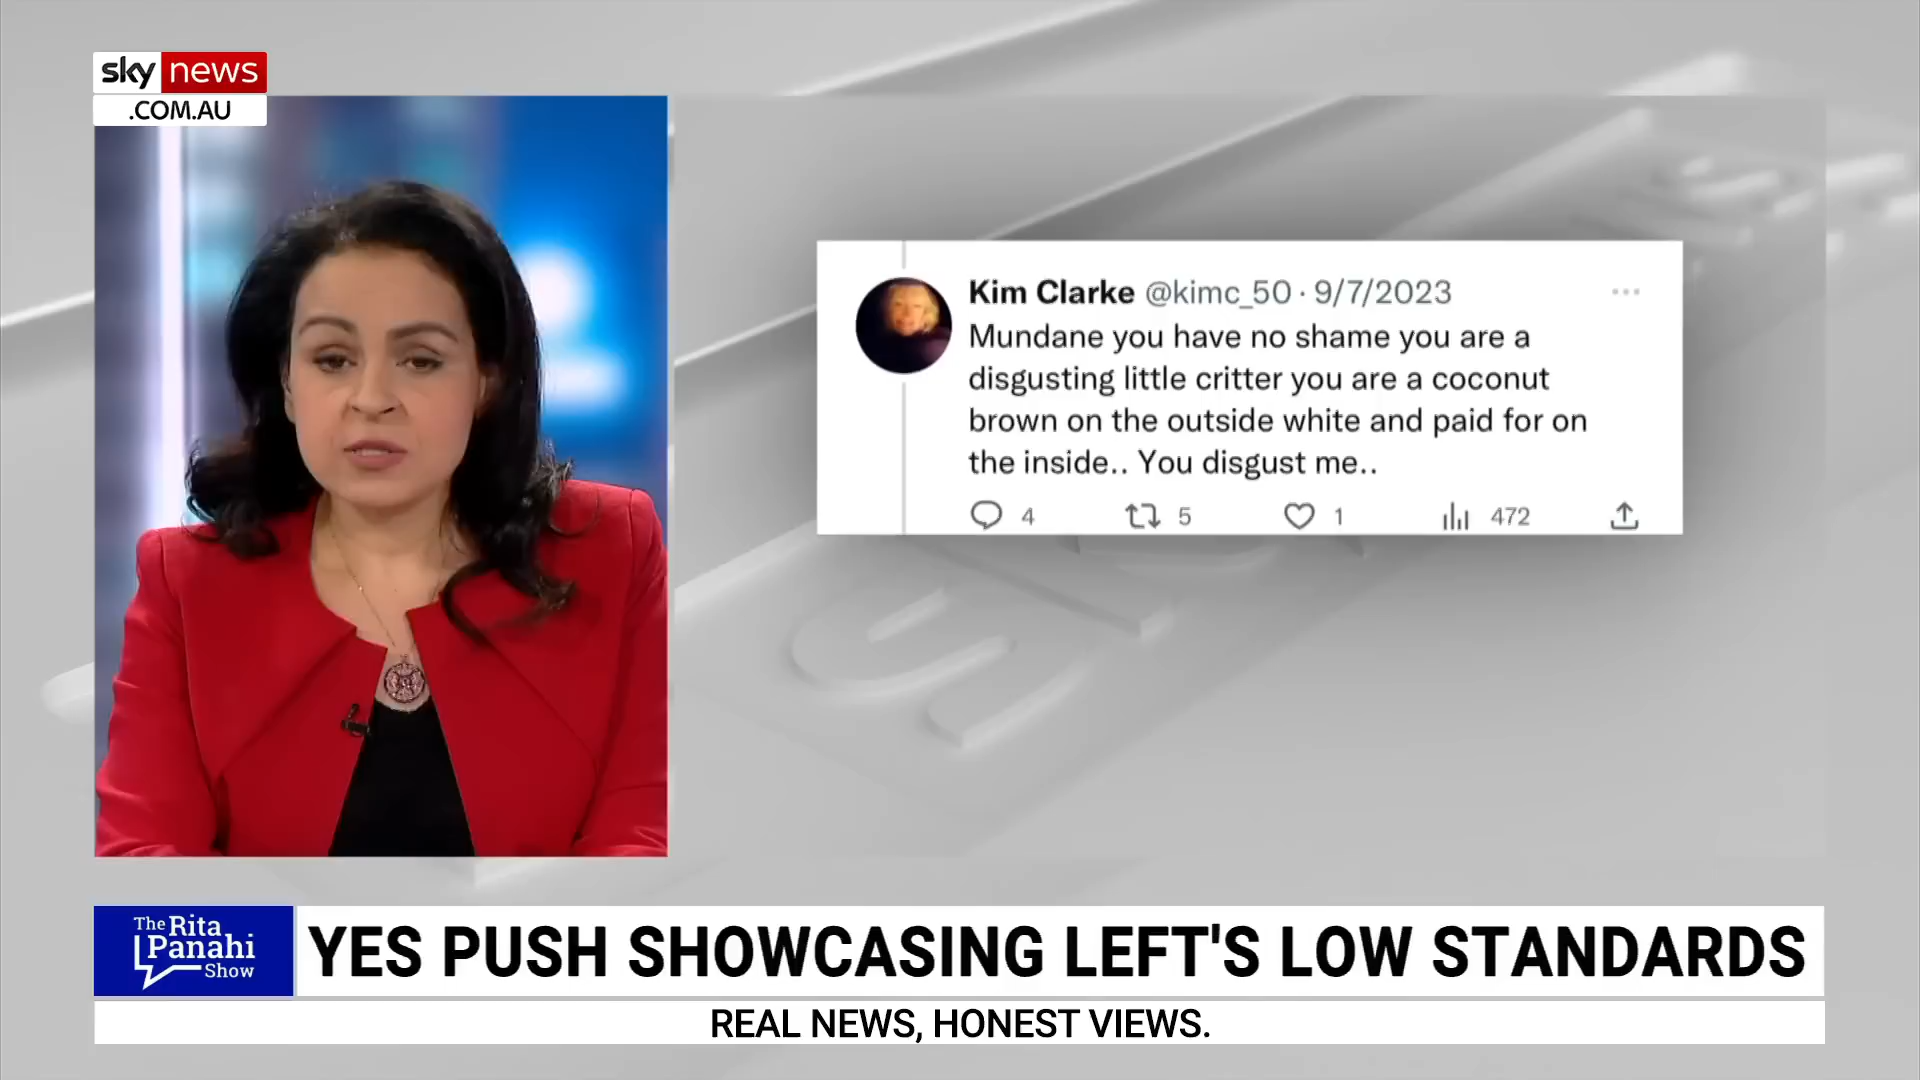 sky news
.COM.AU
Kim Clarke @kimc_50 · 9/7/2023
Mundane you have no shame you are a
disgusting little critter you are a coconut
brown on the outside white and paid for on
the inside.. You disgust me..
4 5 1 472
The Rita
Panahi
Show
YES PUSH SHOWCASING LEFT'S LOW STANDARDS
REAL NEWS, HONEST VIEWS.